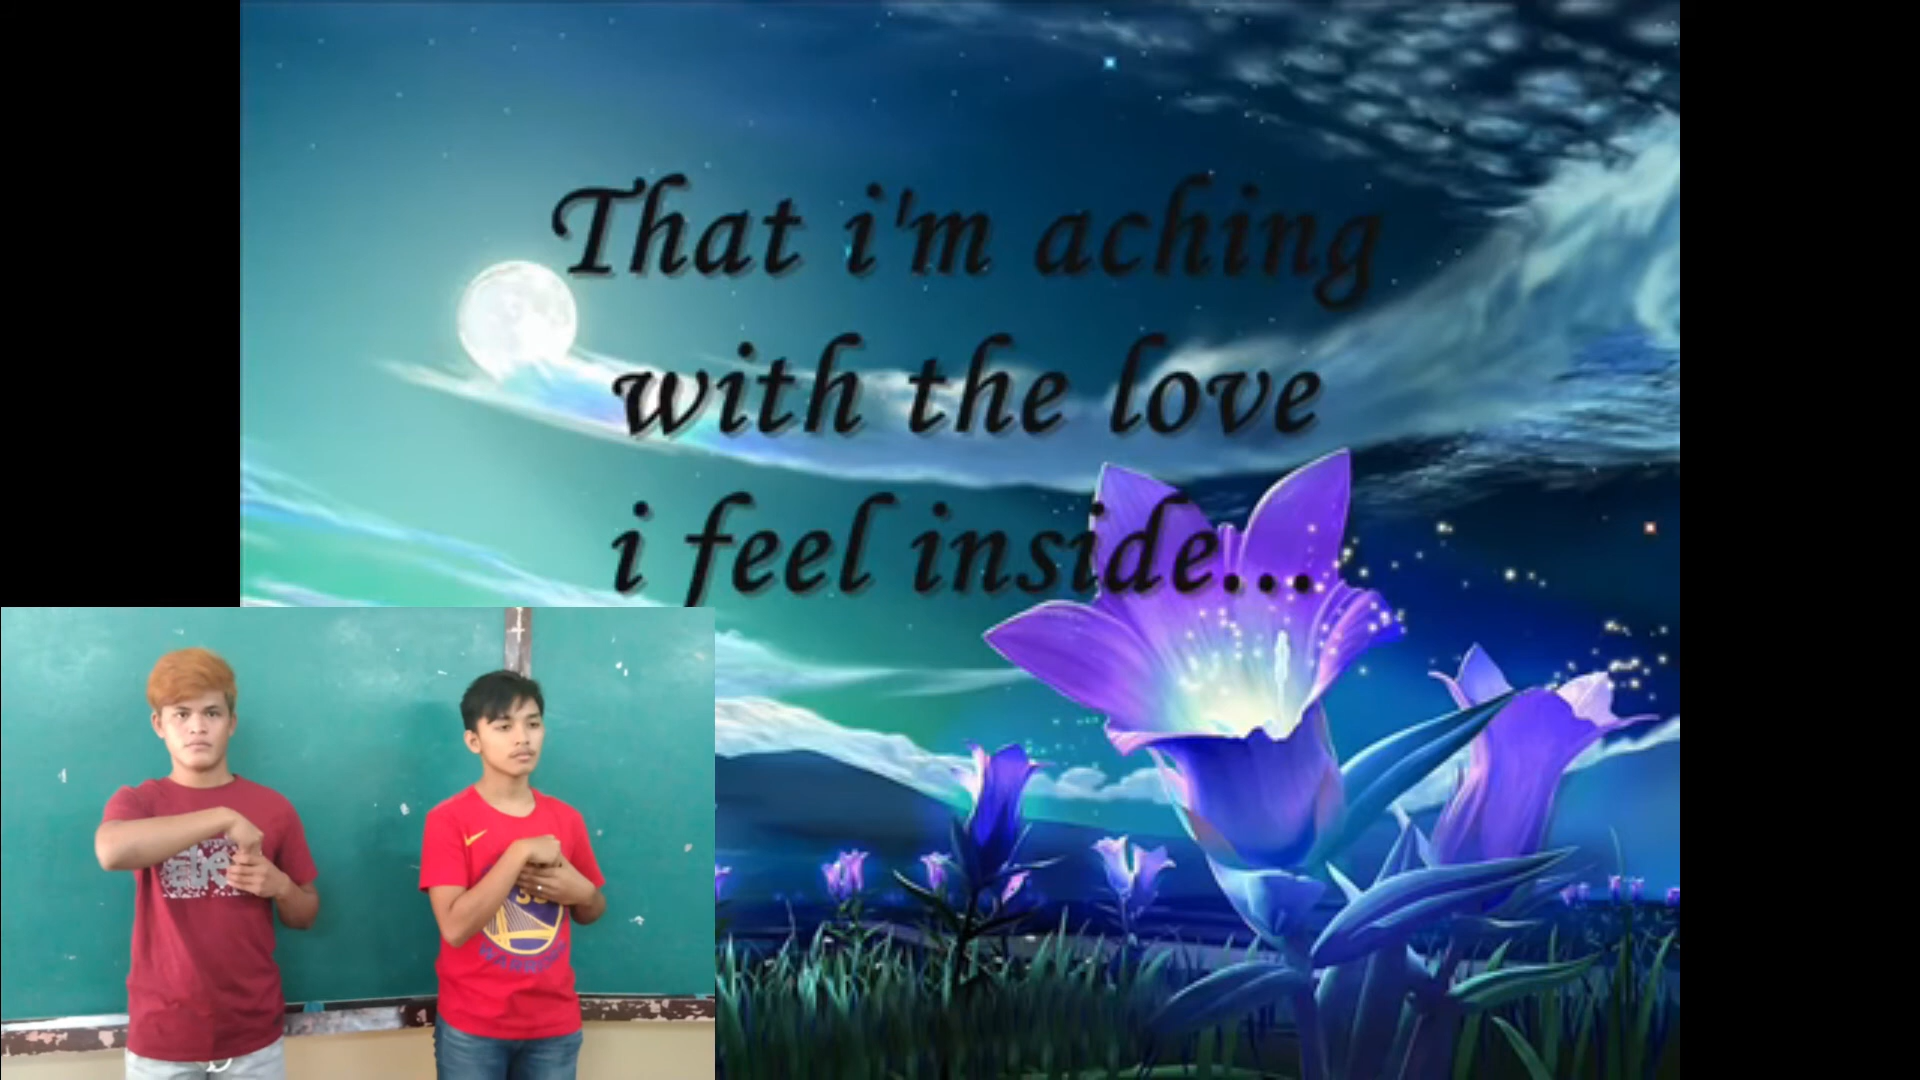 That i'm aching
with the love
i feel inside...